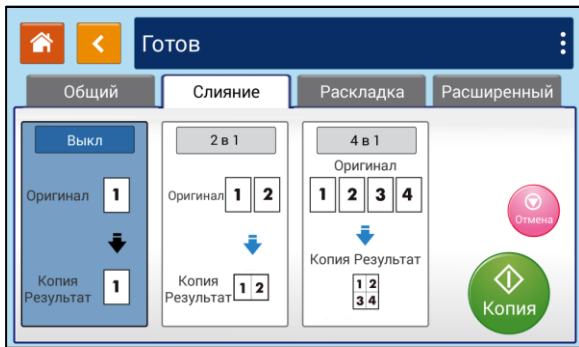 Готов
Общий
Слияние
Раскладка
Расширенный
Выкл
Оригинал 1
Копия
Результат 1
2 в 1
Оригинал 1 2
Копия
Результат 1 2
4 в 1
Оригинал
1 2 3 4
Копия Результат
1 2
3 4
Отмена
Копия